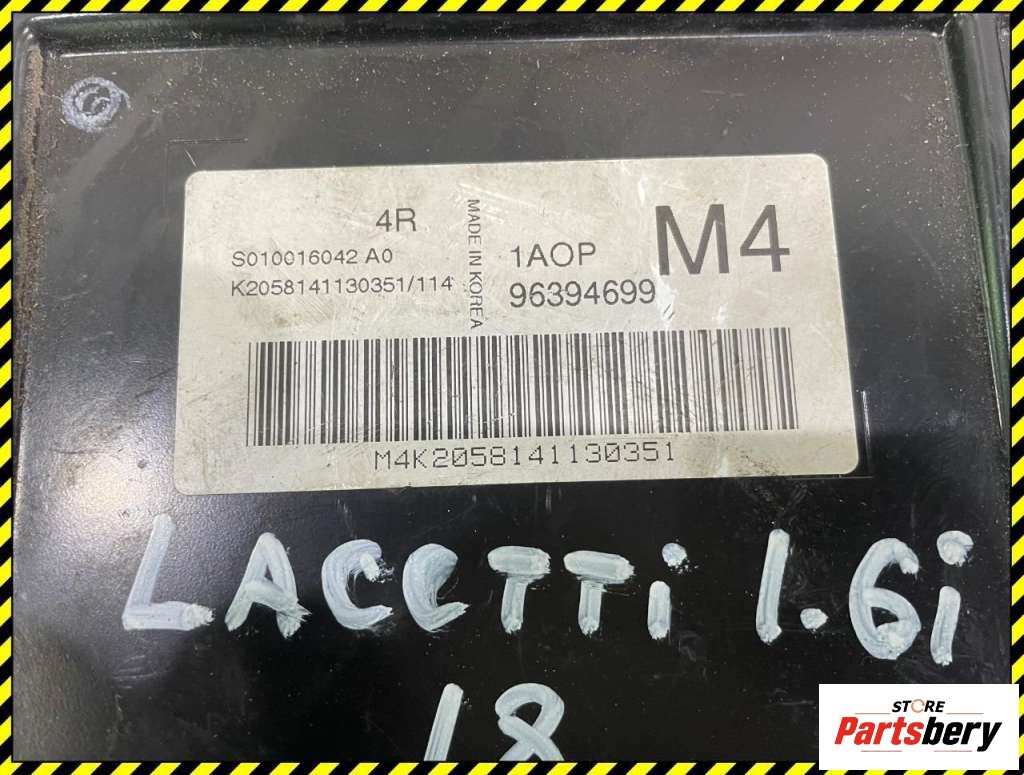 4R
S010016042 A0
K2058141130351/114
MADE IN KOREA
1AOP
96394699
M4
M4K2058141130351
LACETTi 1.6i
18
STORE
Partsbery